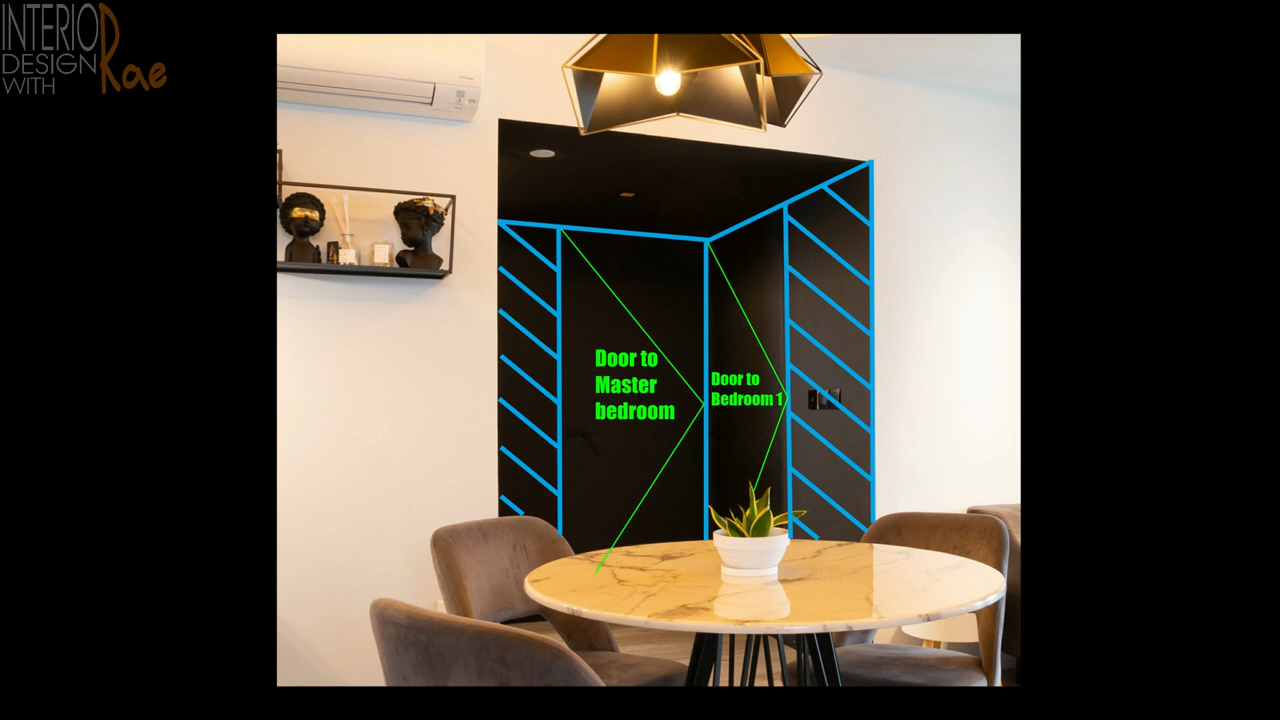 INTERIOR
DESIGN
WITH Rae
Door to
Master
bedroom
Door to
Bedroom 1